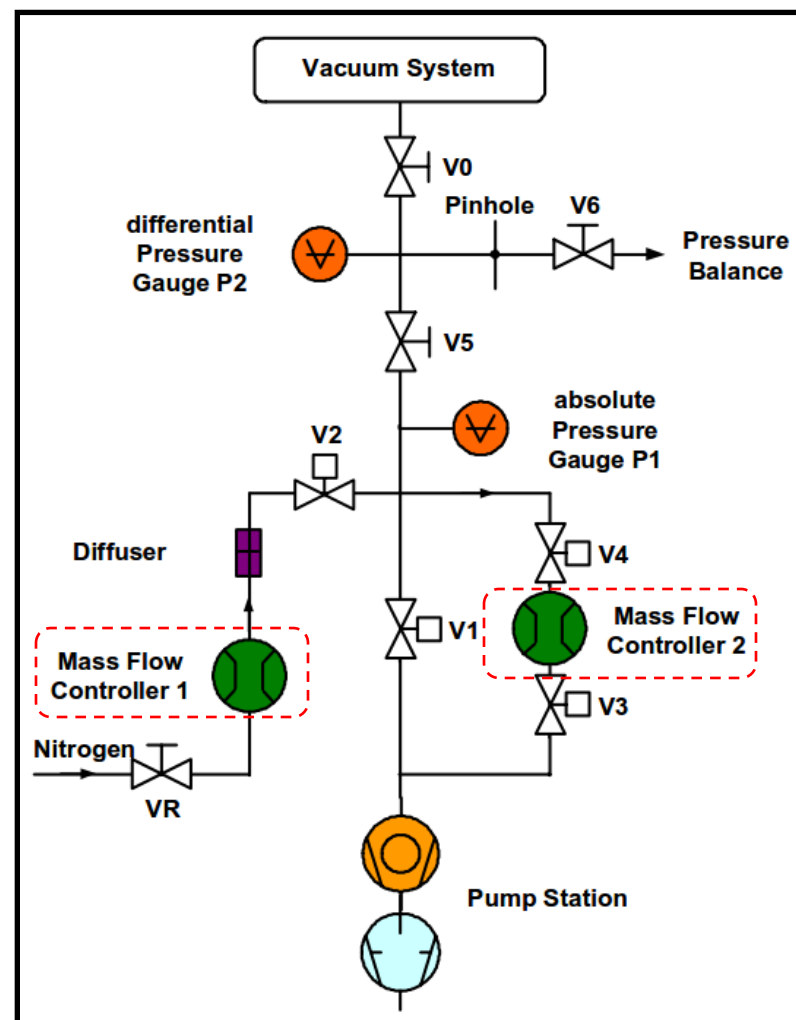 Vacuum System
V0
Pinhole
V6
differential
Pressure
Gauge P2
Pressure
Balance
V5
absolute
Pressure
Gauge P1
V2
Diffuser
V4
Mass Flow
Controller 2
V1
Mass Flow
Controller 1
V3
Nitrogen
VR
Pump Station